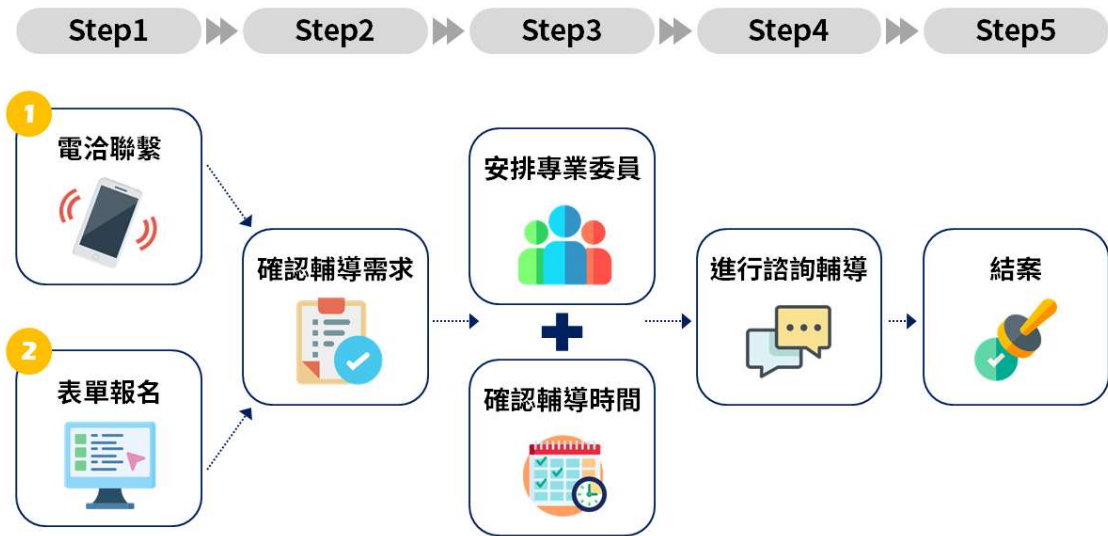 Step1
Step2
Step3
Step4
Step5
1
電洽聯繫
2
表單報名
確認輔導需求
安排專業委員
確認輔導時間
進行諮詢輔導
結案